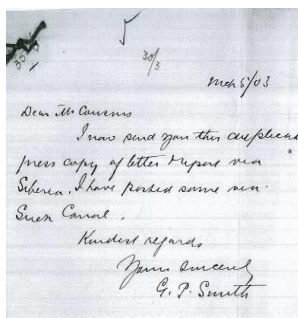 30/3
Mch 5/03
Dear Mr Cousins
I now send you this duplicate
press copy of letter & report via
Siberia. I have posted same via
Suez Canal.
Kindest regards
Yours Sincerely
G. P. Smith